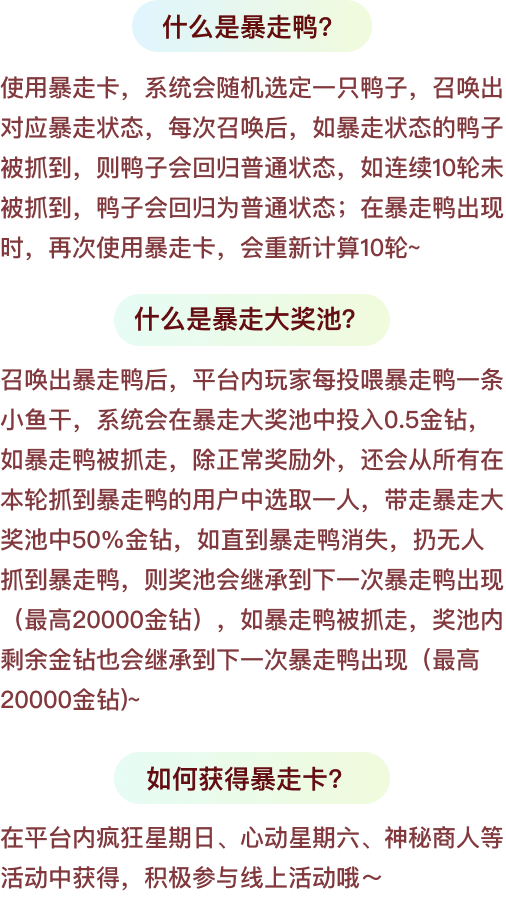 什么是暴走鸭?
使用暴走卡，系统会随机选定一只鸭子，召唤出
对应暴走状态，每次召唤后，如暴走状态的鸭子
被抓到，则鸭子会回归普通状态，如连续10轮未
被抓到，鸭子会回归为普通状态；在暴走鸭出现
时，再次使用暴走卡，会重新计算10轮~
什么是暴走大奖池?
召唤出暴走鸭后，平台内玩家每投喂暴走鸭一条
小鱼干，系统会在暴走大奖池中投入0.5金钻，
如暴走鸭被抓走，除正常奖励外，还会从所有在
本轮抓到暴走鸭的用户中选取一人，带走暴走大
奖池中50%金钻，如直到暴走鸭消失，扔无人
抓到暴走鸭，则奖池会继承到下一次暴走鸭出现
（最高20000金钻），如暴走鸭被抓走，奖池内
剩余金钻也会继承到下一次暴走鸭出现（最高
20000金钻)~
如何获得暴走卡?
在平台内疯狂星期日、心动星期六、神秘商人等
活动中获得，积极参与线上活动哦～